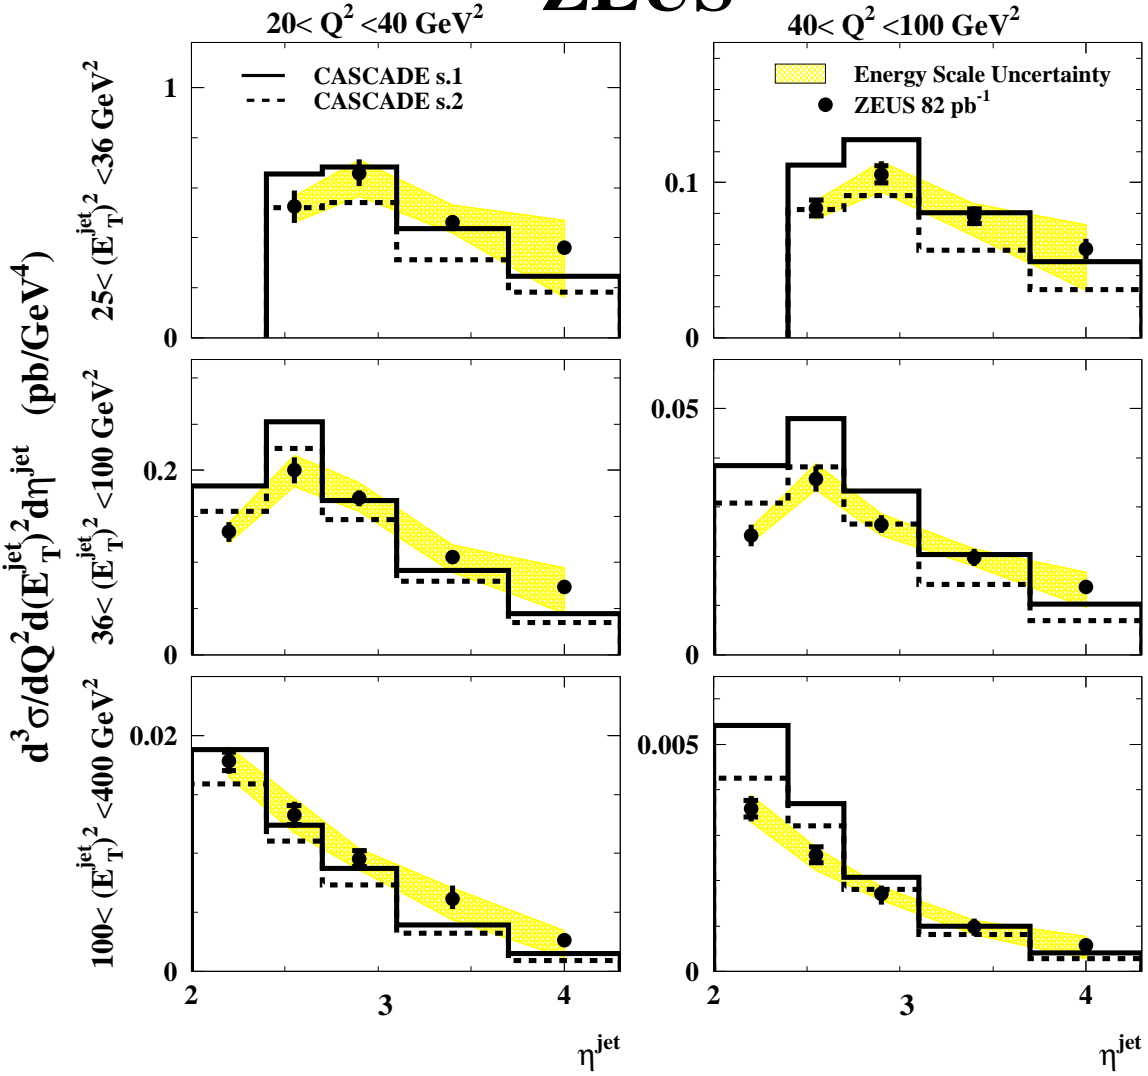 ZEUS
20< Q² <40 GeV²
40< Q² <100 GeV²
CASCADE s.1
CASCADE s.2
Energy Scale Uncertainty
ZEUS 82 pb⁻¹
d³σ/dQ²d(E_T^jet)²dη^jet (pb/GeV⁴)
25< (E_T^jet)² <36 GeV²
1
0
0.1
0
36< (E_T^jet)² <100 GeV²
0.2
0
0.05
0
100< (E_T^jet)² <400 GeV²
0.02
0
0.005
0
2 3 4
2 3 4
η^jet
η^jet